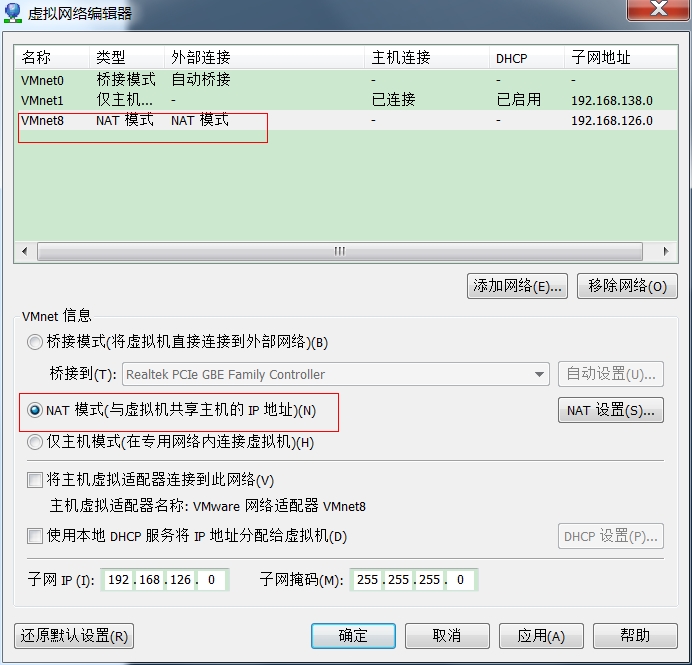 虚拟网络编辑器
名称 类型 外部连接 主机连接 DHCP 子网地址
VMnet0 桥接模式 自动桥接 - - -
VMnet1 仅主机... - 已连接 已启用 192.168.138.0
VMnet8 NAT 模式 NAT 模式 - - 192.168.126.0
添加网络(E)... 移除网络(O)
VMnet 信息
桥接模式(将虚拟机直接连接到外部网络)(B)
桥接到(T): Realtek PCIe GBE Family Controller 自动设置(U)...
NAT 模式(与虚拟机共享主机的 IP 地址)(N) NAT 设置(S)...
仅主机模式(在专用网络内连接虚拟机)(H)
将主机虚拟适配器连接到此网络(V)
主机虚拟适配器名称: VMware 网络适配器 VMnet8
使用本地 DHCP 服务将 IP 地址分配给虚拟机(D) DHCP 设置(P)...
子网 IP (I): 192 . 168 . 126 . 0 子网掩码(M): 255 . 255 . 255 . 0
还原默认设置(R) 确定 取消 应用(A) 帮助